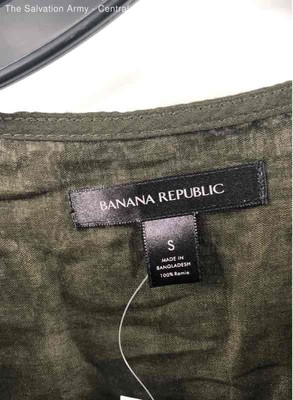 The Salvation Army - Central
BANANA REPUBLIC
S
MADE IN
BANGLADESH
100% Ramie